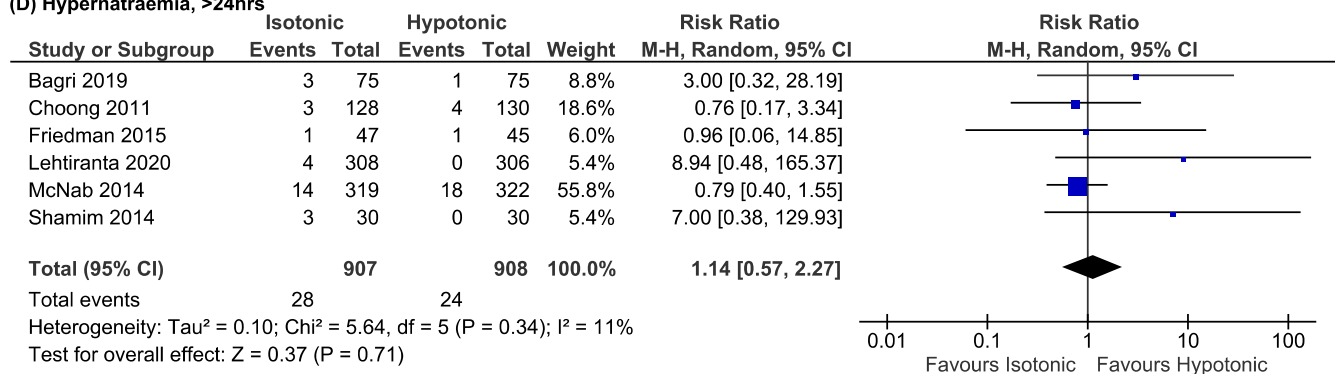 (D) Hypernatraemia, >24hrs
Isotonic Hypotonic Risk Ratio Risk Ratio
Study or Subgroup Events Total Events Total Weight M-H, Random, 95% CI M-H, Random, 95% CI
Bagri 2019 3 75 1 75 8.8% 3.00 [0.32, 28.19]
Choong 2011 3 128 4 130 18.6% 0.76 [0.17, 3.34]
Friedman 2015 1 47 1 45 6.0% 0.96 [0.06, 14.85]
Lehtiranta 2020 4 308 0 306 5.4% 8.94 [0.48, 165.37]
McNab 2014 14 319 18 322 55.8% 0.79 [0.40, 1.55]
Shamim 2014 3 30 0 30 5.4% 7.00 [0.38, 129.93]
Total (95% CI) 907 908 100.0% 1.14 [0.57, 2.27]
Total events 28 24
Heterogeneity: Tau² = 0.10; Chi² = 5.64, df = 5 (P = 0.34); I² = 11%
Test for overall effect: Z = 0.37 (P = 0.71)
0.01 0.1 1 10 100
Favours Isotonic Favours Hypotonic